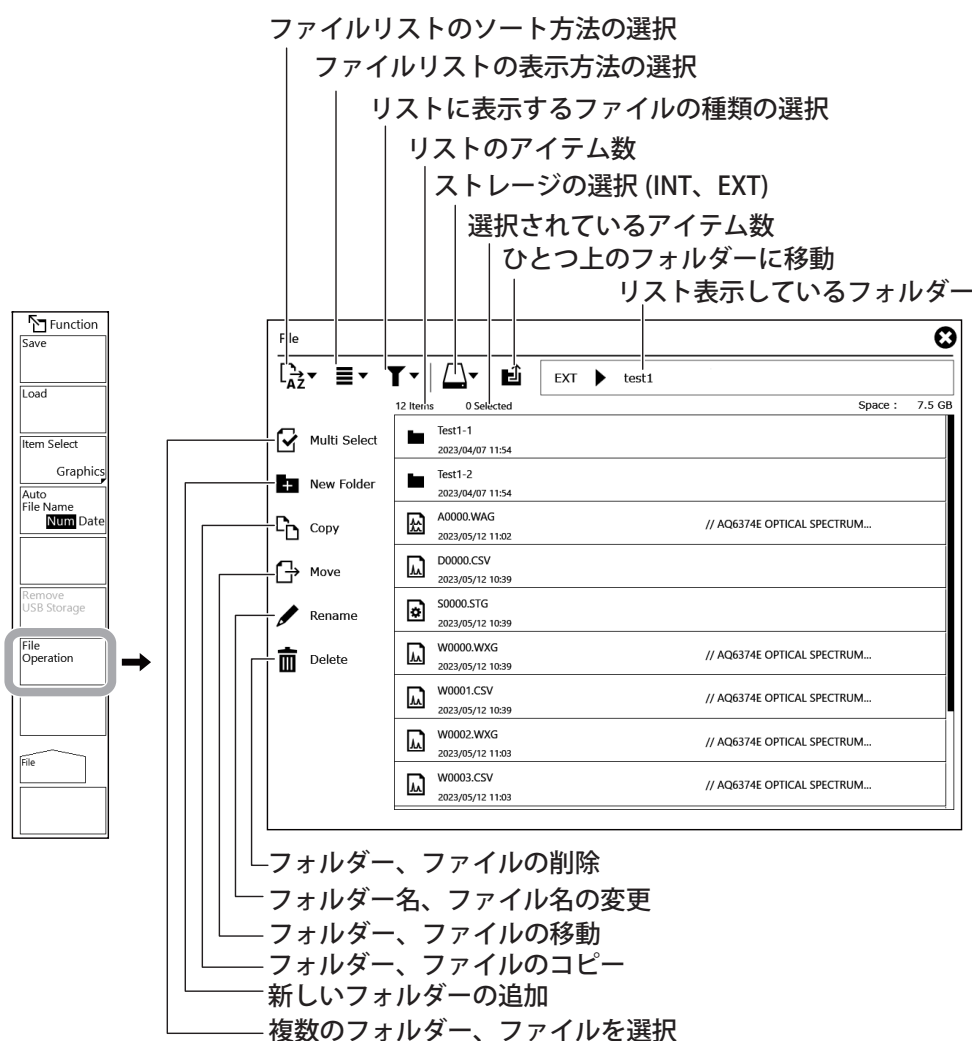 ファイルリストのソート方法の選択
ファイルリストの表示方法の選択
リストに表示するファイルの種類の選択
リストのアイテム数
ストレージの選択 (INT、EXT)
選択されているアイテム数
ひとつ上のフォルダーに移動
リスト表示しているフォルダー
Function
Save
Load
Item Select
Graphics
Auto
File Name
Num Date
Remove
USB Storage
File
Operation
File
File
AZ
EXT test1
12 Items 0 Selected Space : 7.5 GB
Multi Select
New Folder
Copy
Move
Rename
Delete
Test1-1
2023/04/07 11:54
Test1-2
2023/04/07 11:54
A0000.WAG // AQ6374E OPTICAL SPECTRUM...
2023/05/12 11:02
D0000.CSV
2023/05/12 10:39
S0000.STG
2023/05/12 10:39
W0000.WXG // AQ6374E OPTICAL SPECTRUM...
2023/05/12 10:39
W0001.CSV // AQ6374E OPTICAL SPECTRUM...
2023/05/12 10:39
W0002.WXG // AQ6374E OPTICAL SPECTRUM...
2023/05/12 11:03
W0003.CSV // AQ6374E OPTICAL SPECTRUM...
2023/05/12 11:03
フォルダー、ファイルの削除
フォルダー名、ファイル名の変更
フォルダー、ファイルの移動
フォルダー、ファイルのコピー
新しいフォルダーの追加
複数のフォルダー、ファイルを選択